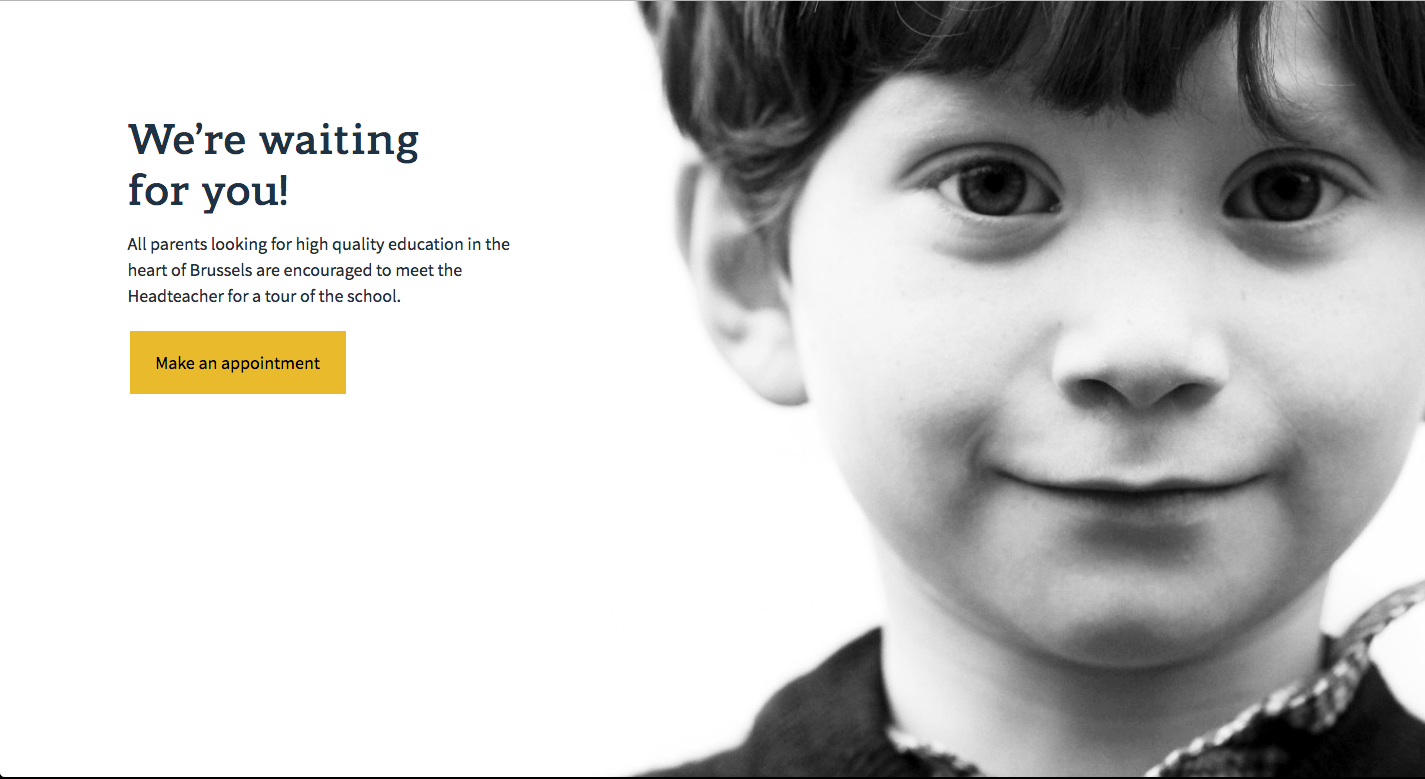 We’re waiting
for you!
All parents looking for high quality education in the
heart of Brussels are encouraged to meet the
Headteacher for a tour of the school.
Make an appointment